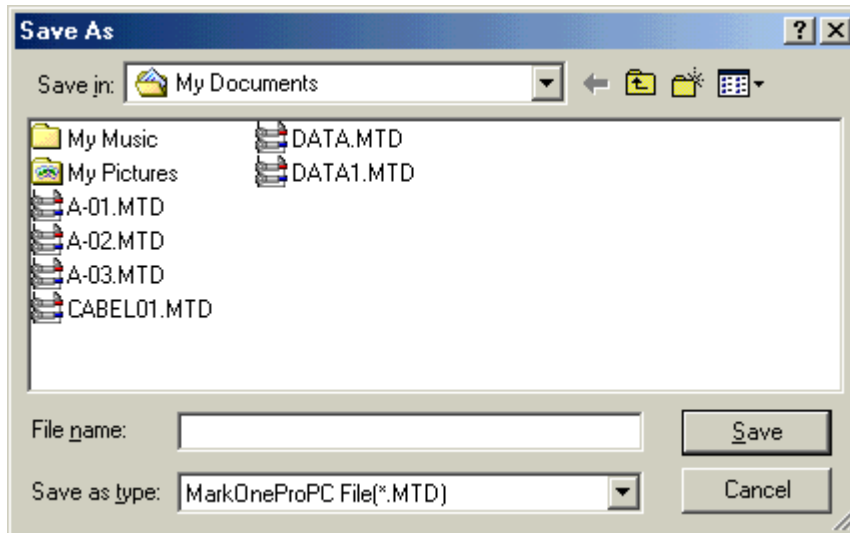 Save As
Save in: My Documents
My Music DATA.MTD
My Pictures DATA1.MTD
A-01.MTD
A-02.MTD
A-03.MTD
CABEL01.MTD
File name: Save
Save as type: MarkOneProPC File(*.MTD) Cancel